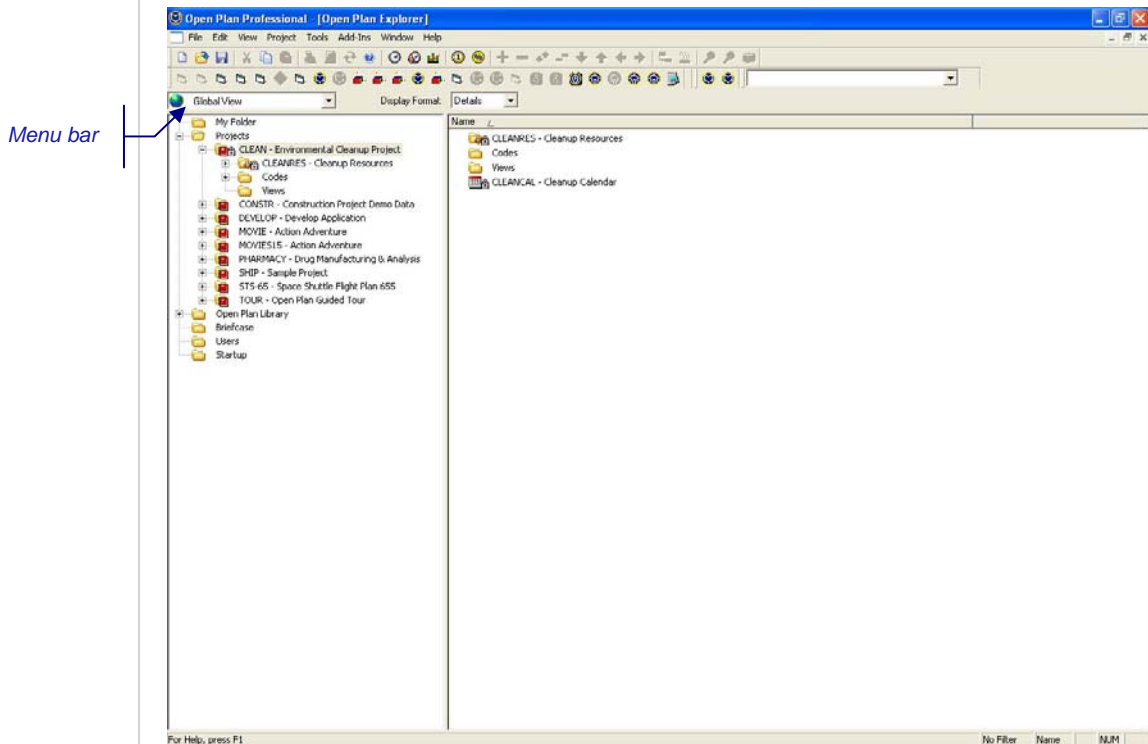 Open Plan Professional - [Open Plan Explorer]
File Edit View Project Tools Add-Ins Window Help
Global View Display Format: Details
Menu bar
My Folder
Projects
CLEAN - Environmental Cleanup Project
CLEANRES - Cleanup Resources
Codes
Views
CONSTR - Construction Project Demo Data
DEVELOP - Develop Application
MOVIE - Action Adventure
MOVIES15 - Action Adventure
PHARMACY - Drug Manufacturing & Analysis
SHIP - Sample Project
STS-65 - Space Shuttle Flight Plan 65S
TOUR - Open Plan Guided Tour
Open Plan Library
Briefcase
Users
Startup
Name
CLEANRES - Cleanup Resources
Codes
Views
CLEANCAL - Cleanup Calendar
For Help, press F1 No Filter Name NUM